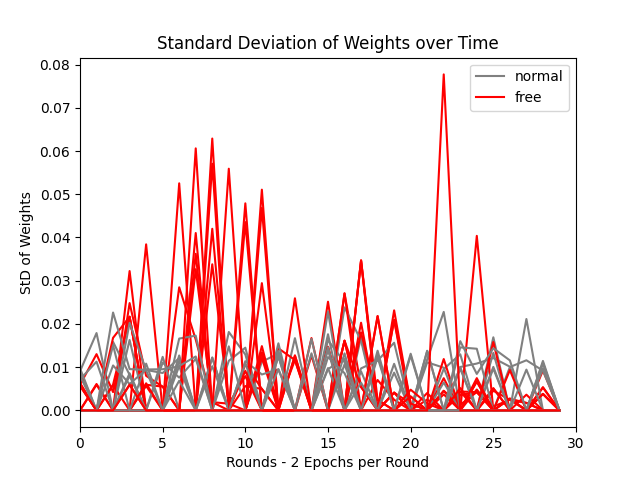 Standard Deviation of Weights over Time
normal
free
StD of Weights
0.08
0.07
0.06
0.05
0.04
0.03
0.02
0.01
0.00
0 5 10 15 20 25 30
Rounds - 2 Epochs per Round